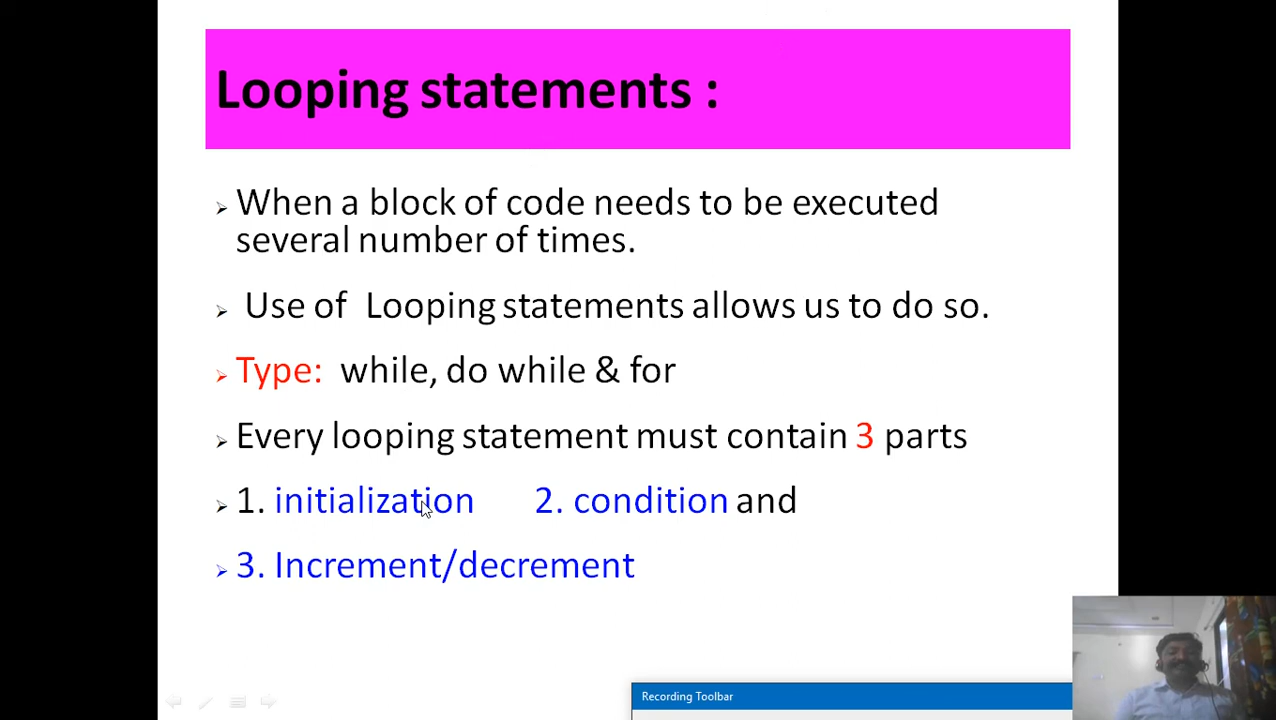 Looping statements :
When a block of code needs to be executed
several number of times.
Use of Looping statements allows us to do so.
Type: while, do while & for
Every looping statement must contain 3 parts
1. initialization 2. condition and
3. Increment/decrement
Recording Toolbar